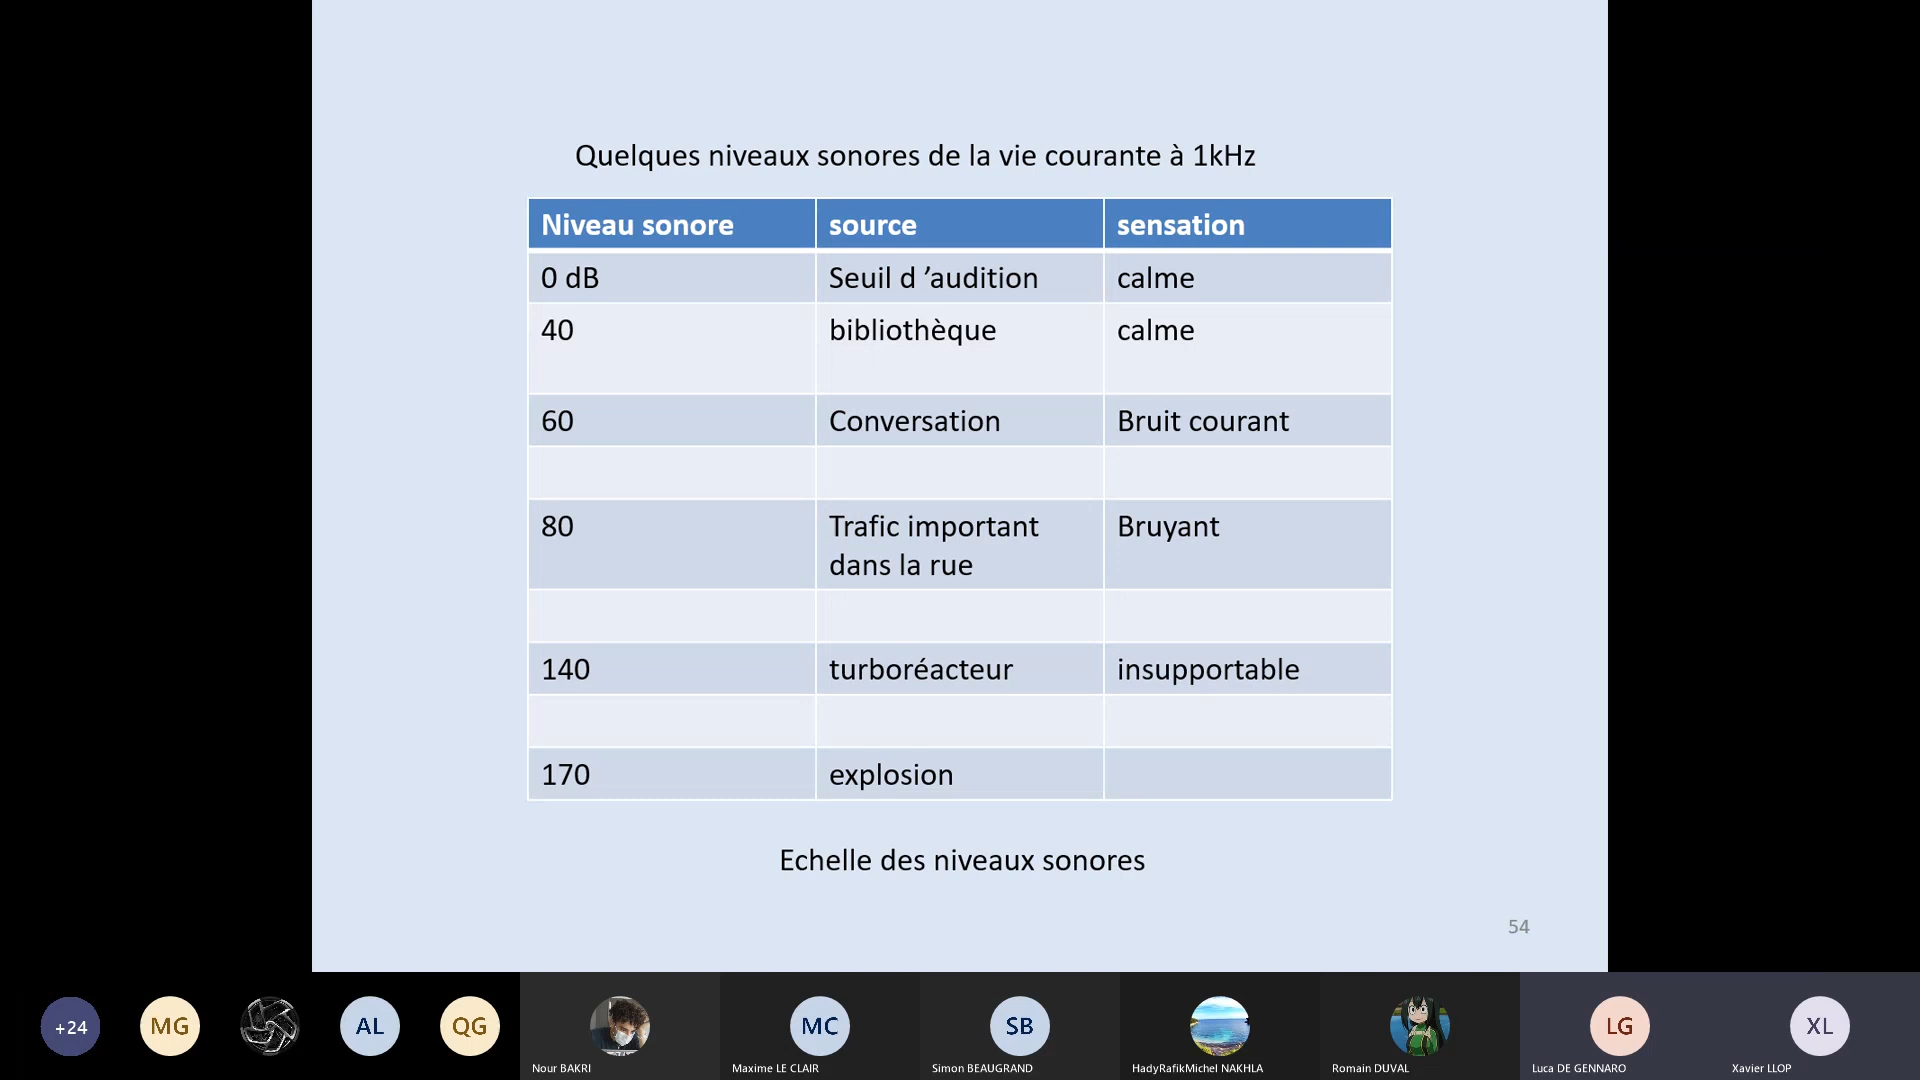 Quelques niveaux sonores de la vie courante à 1kHz
Niveau sonore source sensation
0 dB Seuil d ’audition calme
40 bibliothèque calme
60 Conversation Bruit courant
80 Trafic important Bruyant
dans la rue
140 turboréacteur insupportable
170 explosion
Echelle des niveaux sonores
54
+24 MG AL QG MC SB LG XL
Nour BAKRI Maxime LE CLAIR Simon BEAUGRAND HadyRafikMichel NAKHLA Romain DUVAL Luca DE GENNARO Xavier LLOP